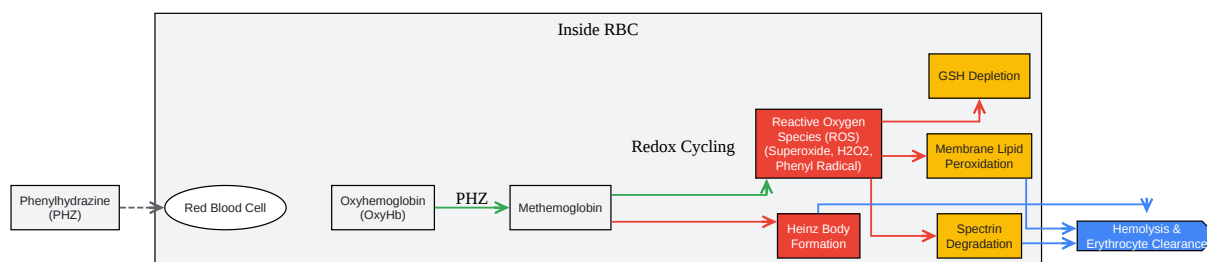 Inside RBC
GSH Depletion
Reactive Oxygen
Species (ROS)
(Superoxide, H2O2,
Phenyl Radical)
Redox Cycling
Membrane Lipid
Peroxidation
Phenylhydrazine
(PHZ)
Red Blood Cell
Oxyhemoglobin
(OxyHb)
PHZ
Methemoglobin
Heinz Body
Formation
Spectrin
Degradation
Hemolysis &
Erythrocyte Clearance